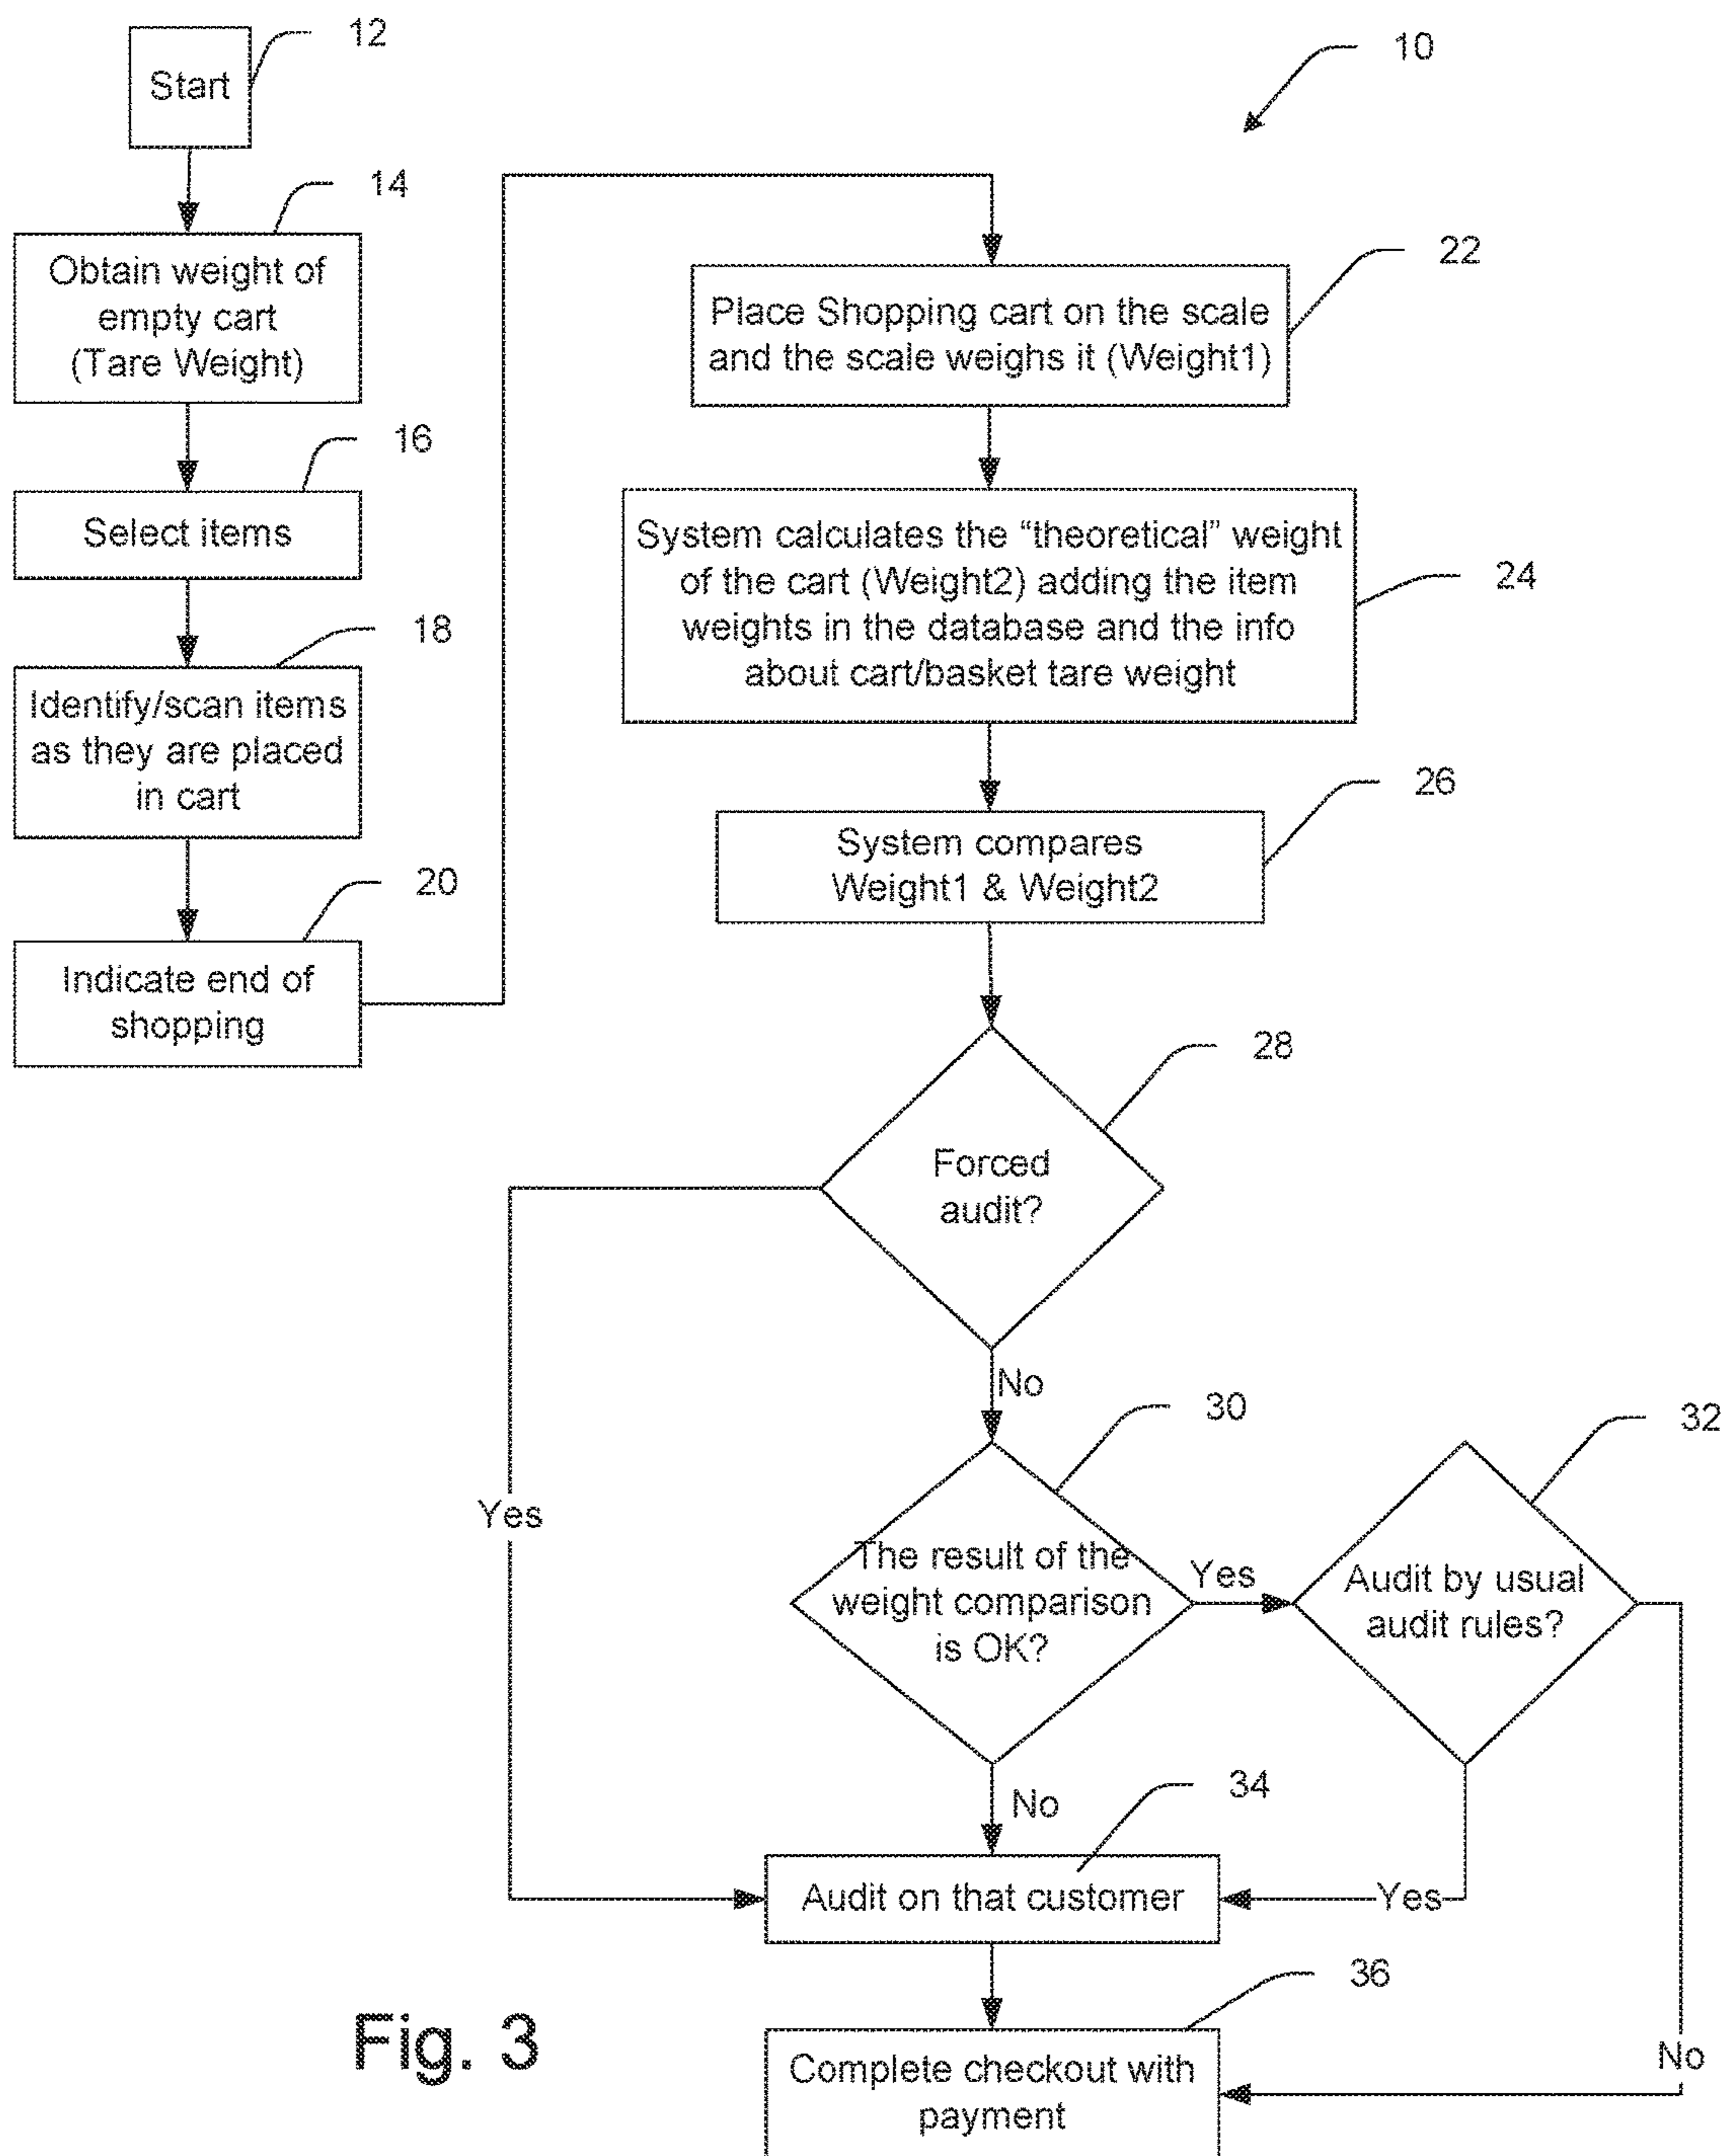 12
Start
14
Obtain weight of
empty cart
(Tare Weight)
16
Select items
18
Identify/scan items
as they are placed
in cart
20
Indicate end of
shopping
10
22
Place Shopping cart on the scale
and the scale weighs it (Weight1)
24
System calculates the “theoretical” weight
of the cart (Weight2) adding the item
weights in the database and the info
about cart/basket tare weight
26
System compares
Weight1 & Weight2
28
Forced
audit?
Yes
No
30
The result of the
weight comparison
is OK?
Yes
32
Audit by usual
audit rules?
No
34
Audit on that customer
Yes
36
Complete checkout with
payment
No
Fig. 3